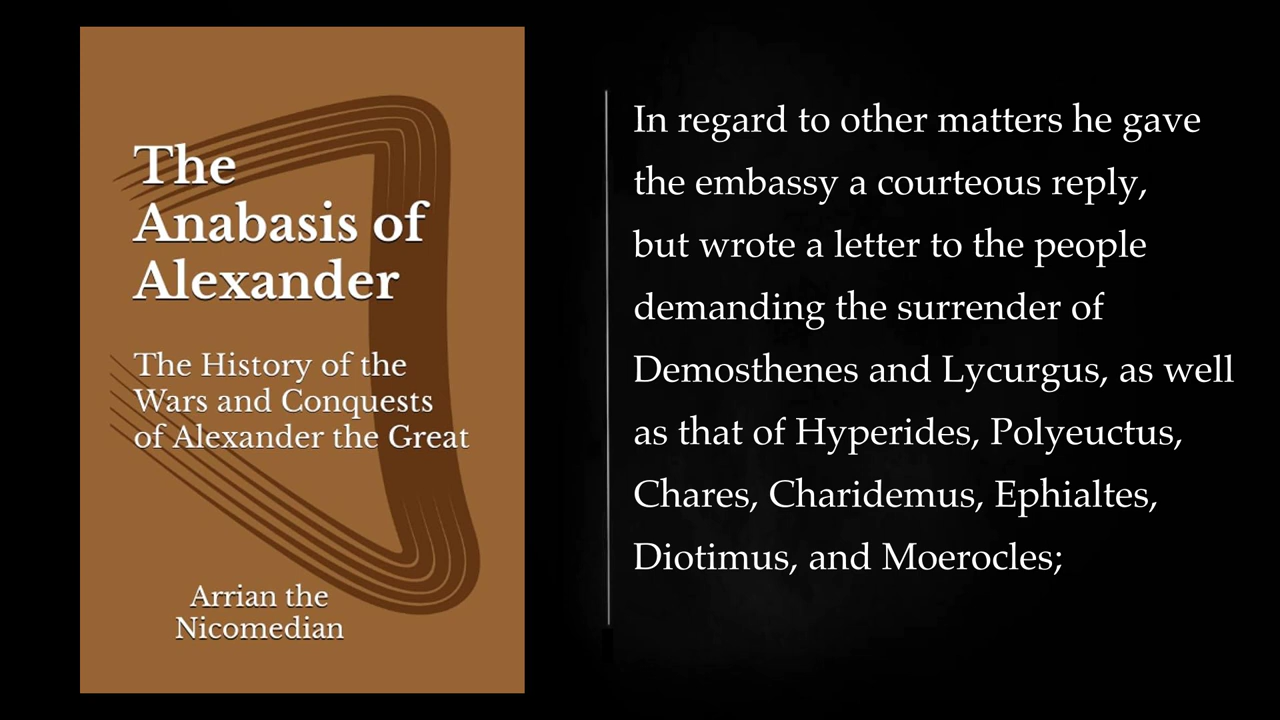 The
Anabasis of
Alexander
The History of the
Wars and Conquests
of Alexander the Great
Arrian the
Nicomedian
In regard to other matters he gave
the embassy a courteous reply,
but wrote a letter to the people
demanding the surrender of
Demosthenes and Lycurgus, as well
as that of Hyperides, Polyeuctus,
Chares, Charidemus, Ephialtes,
Diotimus, and Moerocles;